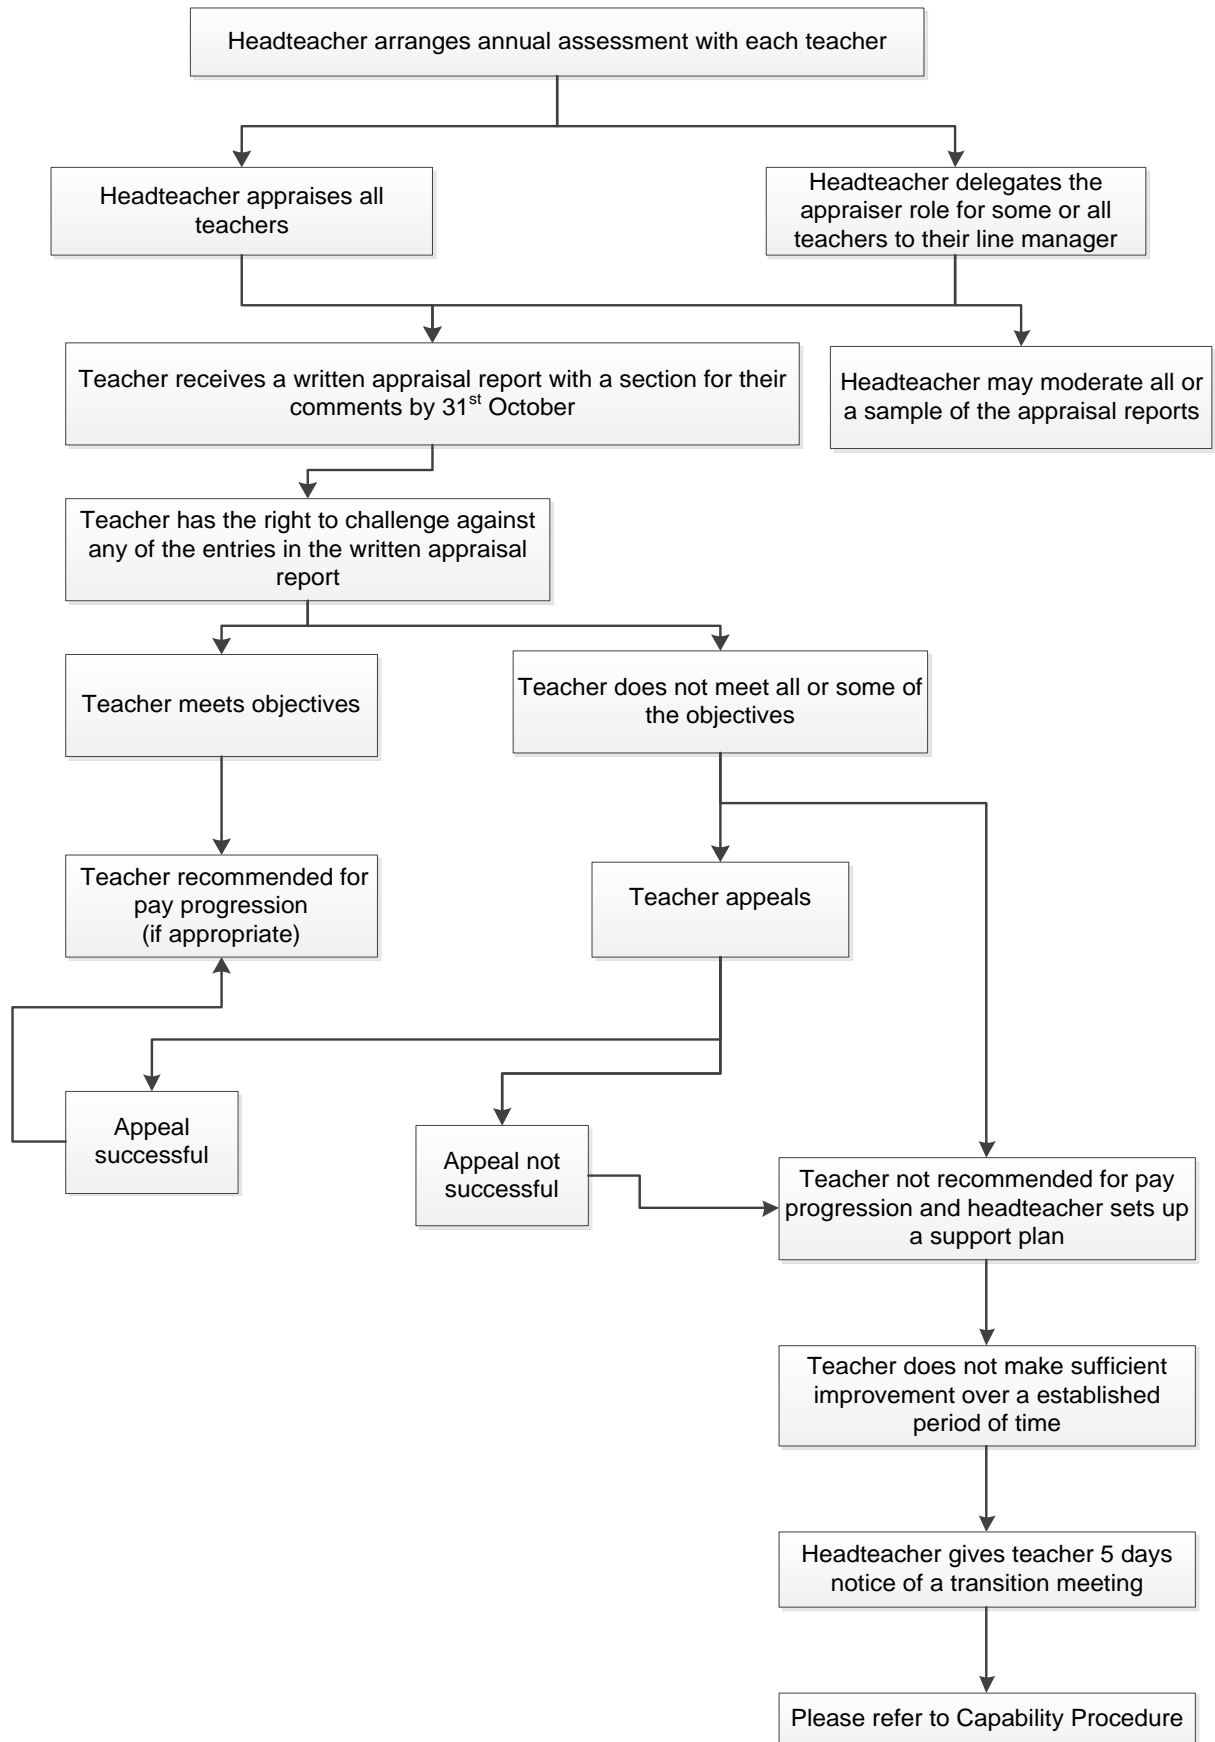 Headteacher arranges annual assessment with each teacher
Headteacher appraises all
teachers
Headteacher delegates the
appraiser role for some or all
teachers to their line manager
Teacher receives a written appraisal report with a section for their
comments by 31st October
Headteacher may moderate all or
a sample of the appraisal reports
Teacher has the right to challenge against
any of the entries in the written appraisal
report
Teacher meets objectives
Teacher does not meet all or some of
the objectives
Teacher recommended for
pay progression
(if appropriate)
Teacher appeals
Appeal
successful
Appeal not
successful
Teacher not recommended for pay
progression and headteacher sets up
a support plan
Teacher does not make sufficient
improvement over a established
period of time
Headteacher gives teacher 5 days
notice of a transition meeting
Please refer to Capability Procedure